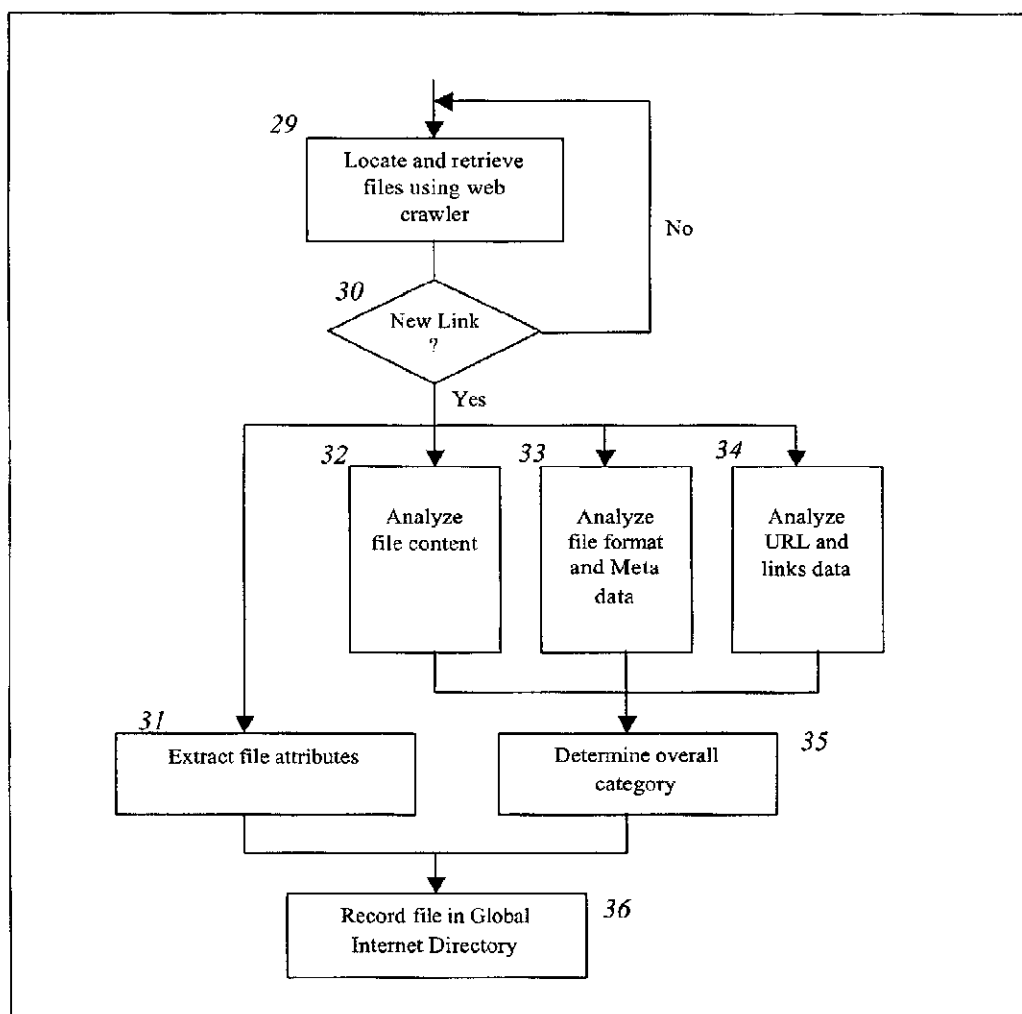 29
Locate and retrieve
files using web
crawler
No
30
New Link
?
Yes
32
33
34
Analyze
file content
Analyze
file format
and Meta
data
Analyze
URL and
links data
31
Extract file attributes
Determine overall
category
35
Record file in Global
Internet Directory
36